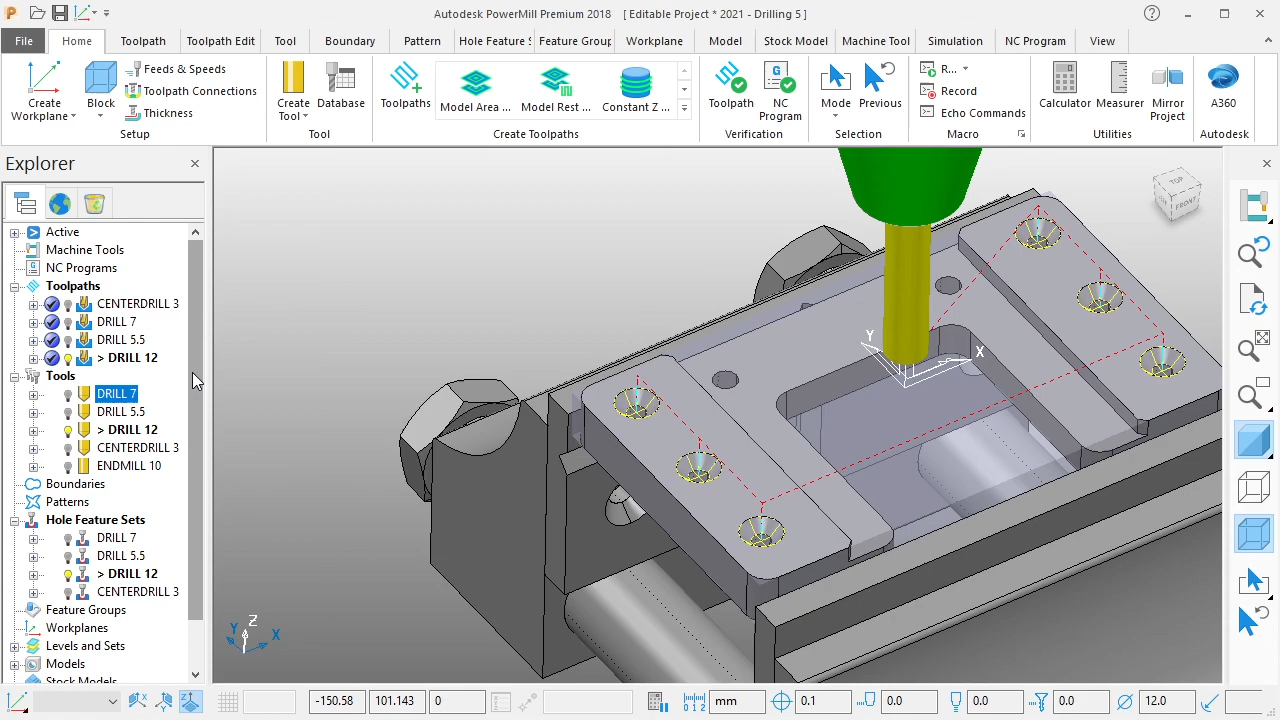 P
Autodesk PowerMill Premium 2018 [ Editable Project * 2021 - Drilling 5 ]
File
Home
Toolpath
Toolpath Edit
Tool
Boundary
Pattern
Hole Feature S
Feature Group
Workplane
Model
Stock Model
Machine Tool
Simulation
NC Program
View
Create Workplane
Block
Feeds & Speeds
Toolpath Connections
Thickness
Setup
Create Tool
Database
Tool
Toolpaths
Model Area ...
Model Rest ...
Constant Z ...
Create Toolpaths
Toolpath
NC Program
Verification
Mode
Previous
Selection
R...
Record
Echo Commands
Macro
Calculator
Measurer
Mirror Project
Utilities
A360
Autodesk
Explorer
Active
Machine Tools
NC Programs
Toolpaths
CENTERDRILL 3
DRILL 7
DRILL 5.5
> DRILL 12
Tools
DRILL 7
DRILL 5.5
> DRILL 12
CENTERDRILL 3
ENDMILL 10
Boundaries
Patterns
Hole Feature Sets
DRILL 7
DRILL 5.5
> DRILL 12
CENTERDRILL 3
Feature Groups
Workplanes
Levels and Sets
Models
Stock Models
Y
X
Z
Y
X
TOP
FRONT
-150.58
101.143
0
mm
0.1
0.0
0.0
0.0
12.0